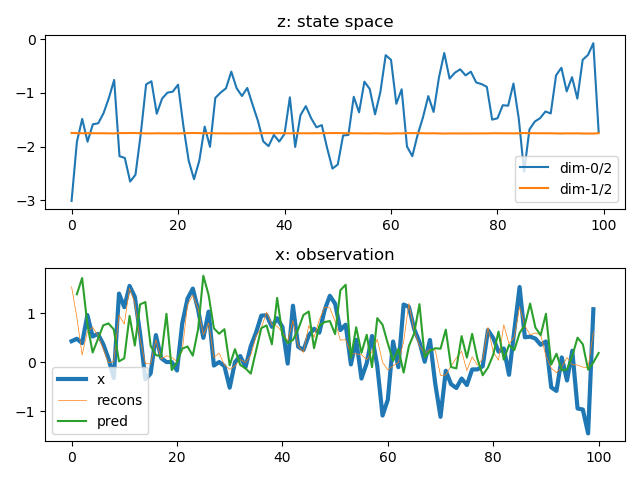 z: state space
0
−1
−2
−3
dim-0/2
dim-1/2
0
20
40
60
80
100
x: observation
1
0
−1
x
recons
pred
0
20
40
60
80
100